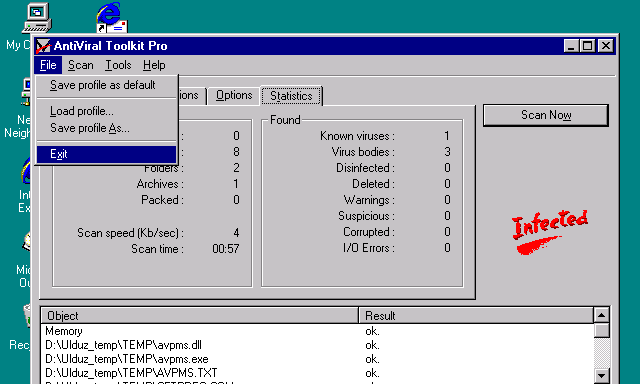 My C
AntiViral Toolkit Pro
File Scan Tools Help
Save profile as default
Load profile...
Save profile As...
Exit
ions Options Statistics
Scan Now
Found
0
8
Folders : 2
Archives : 1
Packed : 0
Scan speed (Kb/sec) : 4
Scan time : 00:57
Known viruses : 1
Virus bodies : 3
Disinfected : 0
Deleted : 0
Warnings : 0
Suspicious : 0
Corrupted : 0
I/O Errors : 0
Infected
Ne
Neighb
Int
Ex
Mic
Ou
Recy
Object Result
Memory ok.
D:\Ulduz_temp\TEMP\avpms.dll ok.
D:\Ulduz_temp\TEMP\avpms.exe ok.
D:\Ulduz_temp\TEMP\AVPMS.TXT ok.